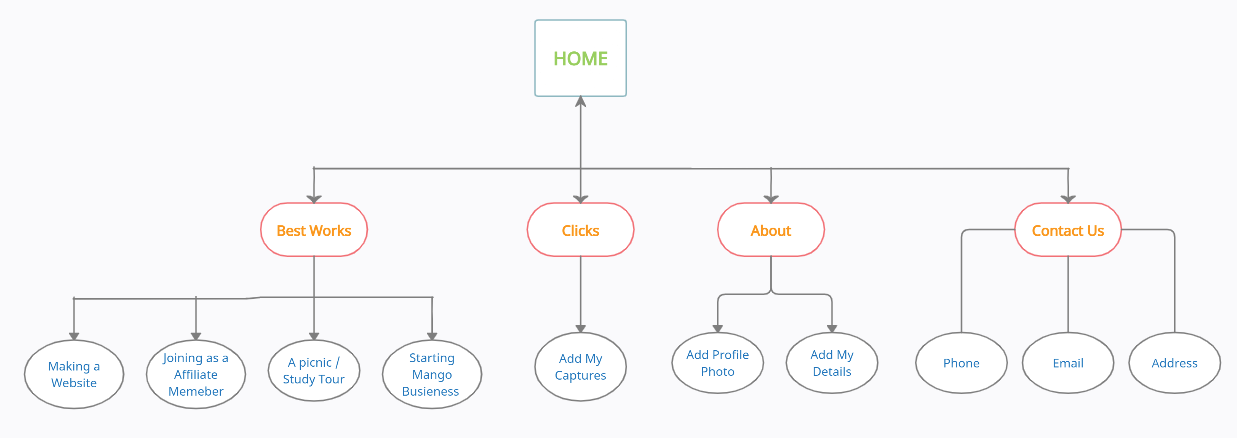 HOME
Best Works
Clicks
About
Contact Us
Making a
Website
Joining as a
Affiliate
Memeber
A picnic /
Study Tour
Starting
Mango
Busieness
Add My
Captures
Add Profile
Photo
Add My
Details
Phone
Email
Address